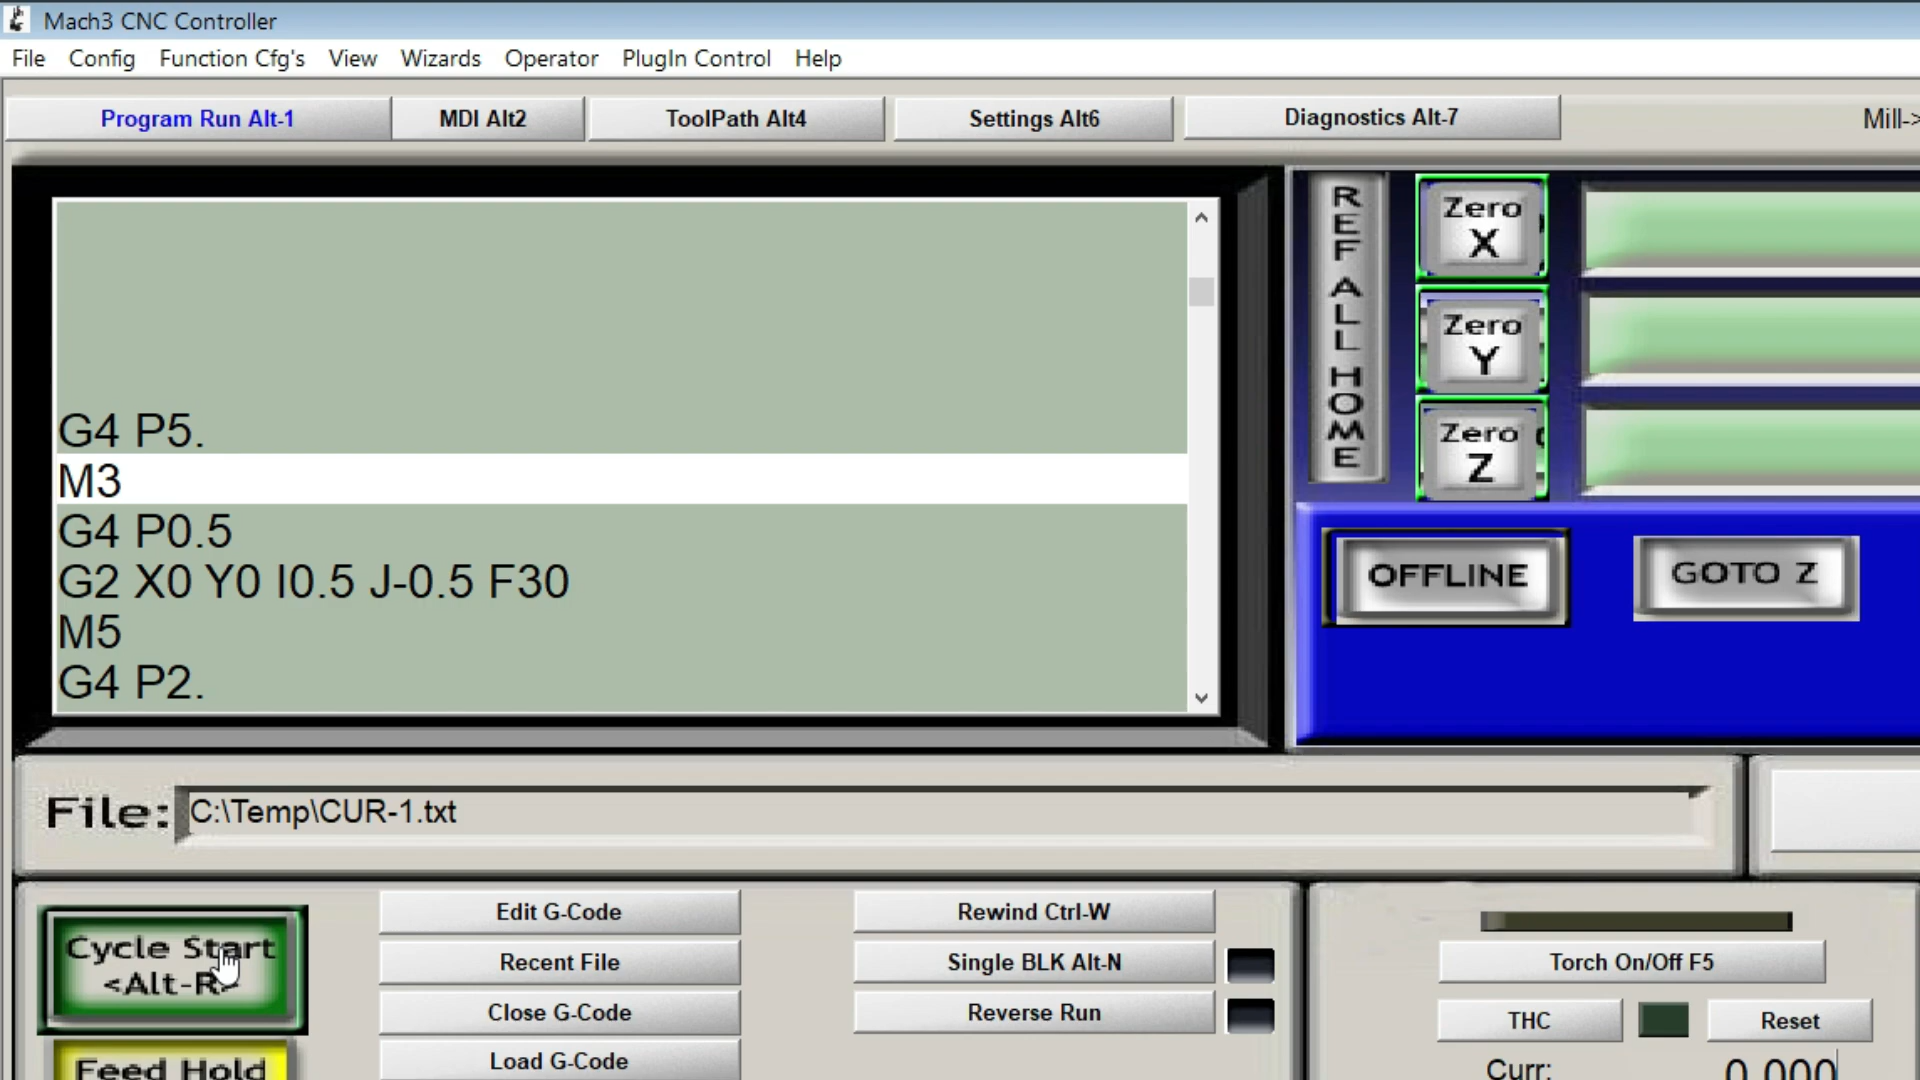 Mach3 CNC Controller
File Config Function Cfg's View Wizards Operator PlugIn Control Help
Program Run Alt-1 MDI Alt2 ToolPath Alt4 Settings Alt6 Diagnostics Alt-7 Mill->
REF ALL HOME
Zero X
Zero Y
Zero Z
G4 P5.
M3
G4 P0.5
G2 X0 Y0 I0.5 J-0.5 F30
M5
G4 P2.
OFFLINE GOTO Z
File: C:\Temp\CUR-1.txt
Cycle Start
<Alt-R>
Feed Hold
Edit G-Code
Recent File
Close G-Code
Load G-Code
Rewind Ctrl-W
Single BLK Alt-N
Reverse Run
Torch On/Off F5
THC Reset
Curr: 0.000